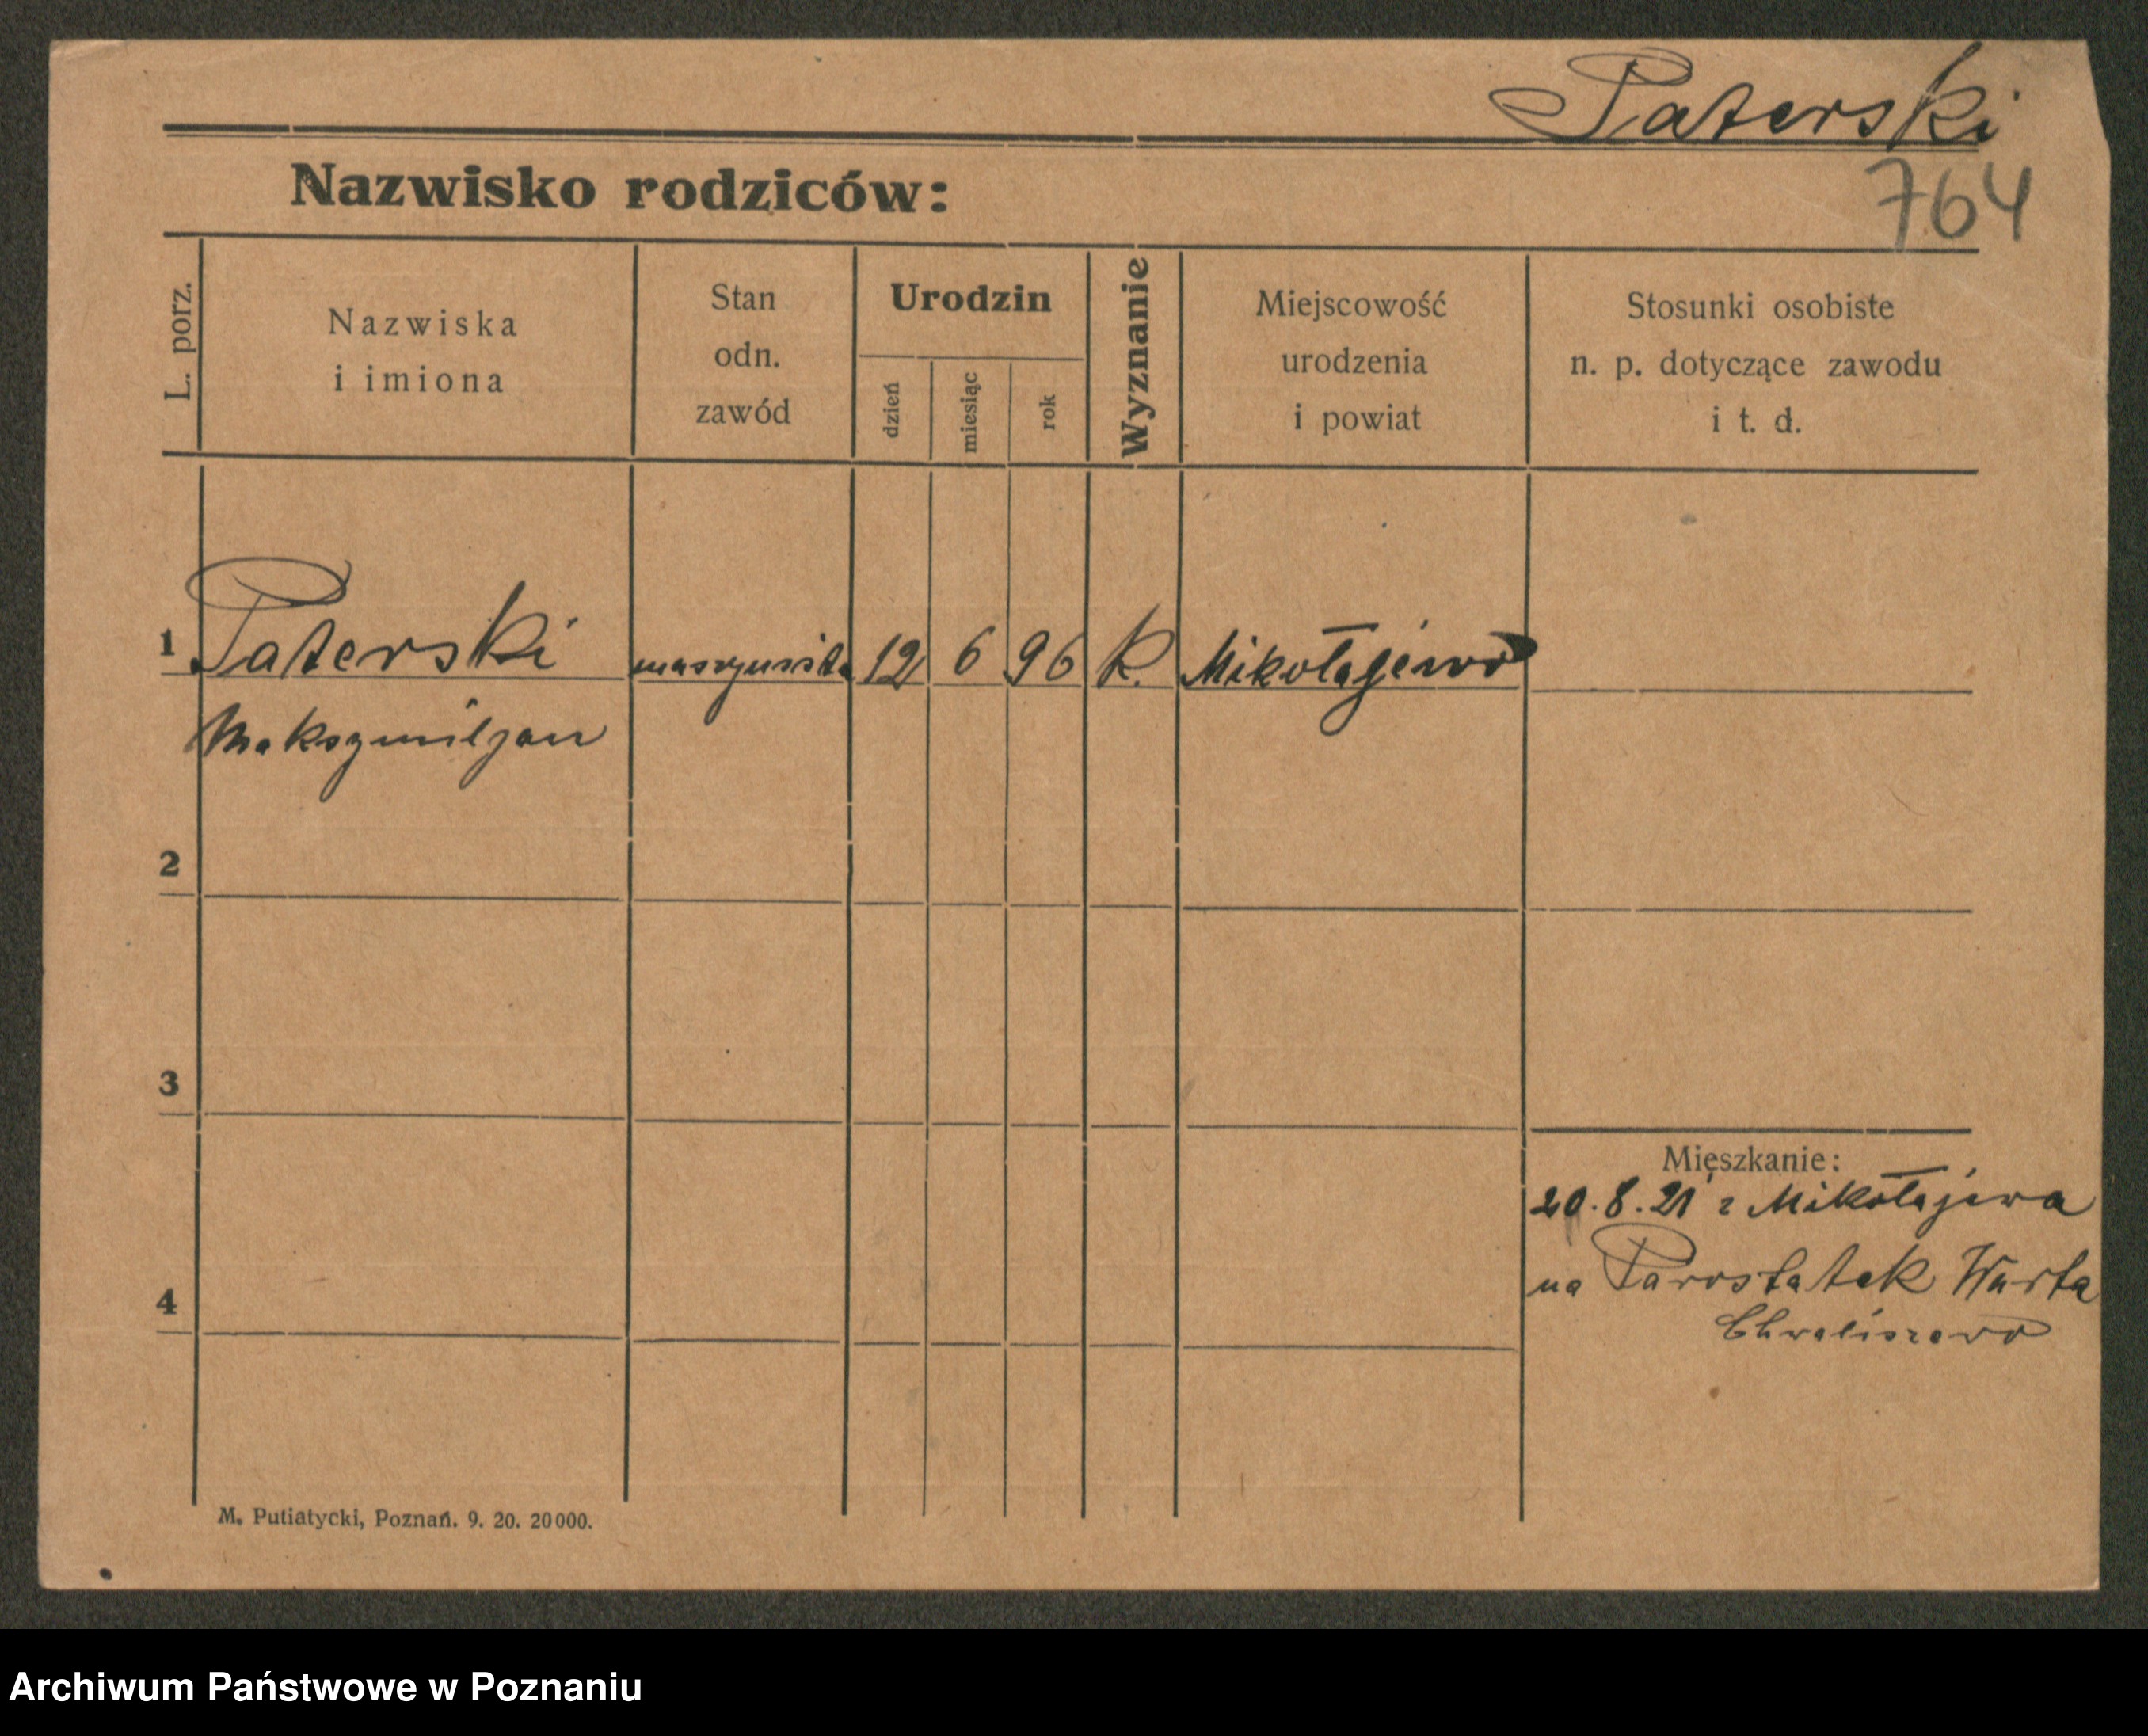 Paterski
Nazwisko rodziców:
764
L. porz.
Nazwiska
i imiona
Stan
odn.
zawód
Urodzin
dzień
miesiąc
rok
Wyznanie
Miejscowość
urodzenia
i powiat
Stosunki osobiste
n. p. dotyczące zawodu
i t. d.
1 Paterski maszynista 12 6 96 k. Mikołajewo
Maksymiljan
2
3
Mieszkanie:
20.8.21 z Mikołajewa
na Parostatek Warta
Chwaliszewo
4
M. Putiatycki, Poznań. 9. 20. 20000.
Archiwum Państwowe w Poznaniu